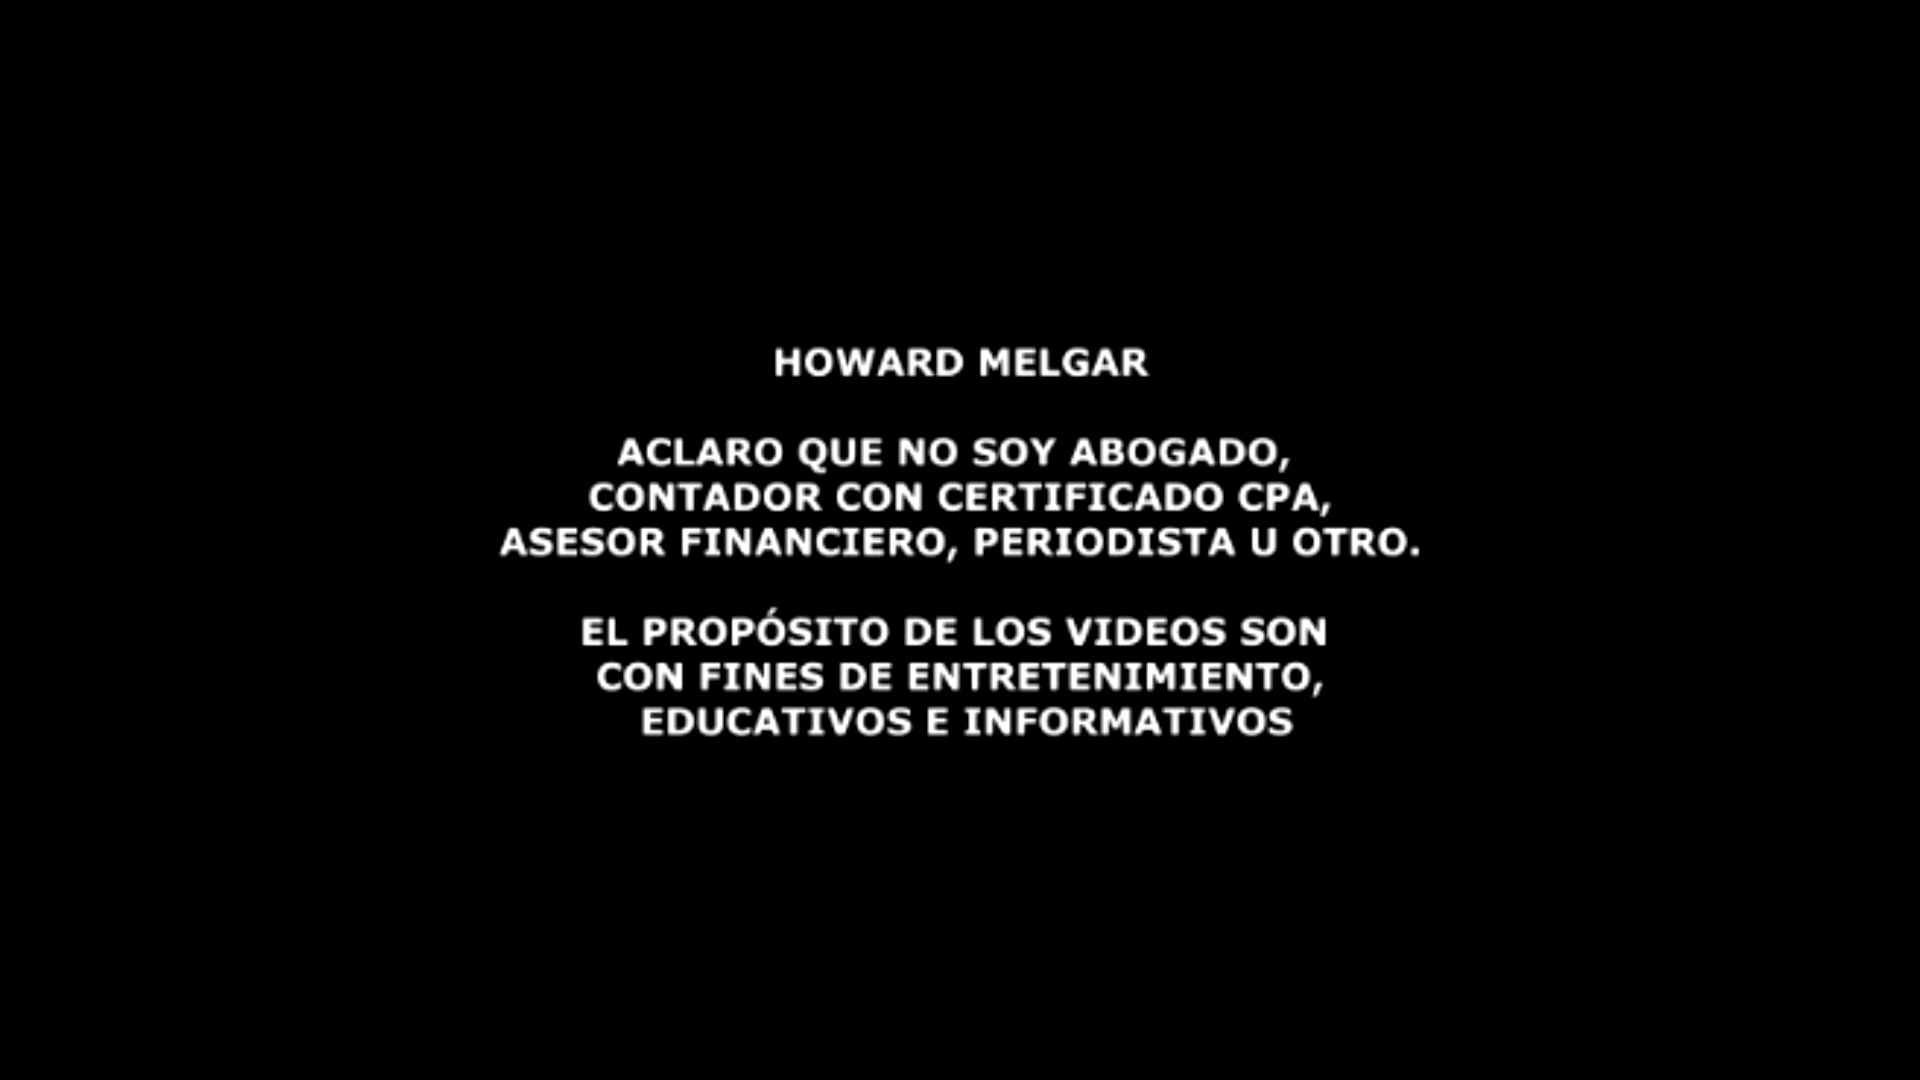 HOWARD MELGAR
ACLARO QUE NO SOY ABOGADO,
CONTADOR CON CERTIFICADO CPA,
ASESOR FINANCIERO, PERIODISTA U OTRO.
EL PROPÓSITO DE LOS VIDEOS SON
CON FINES DE ENTRETENIMIENTO,
EDUCATIVOS E INFORMATIVOS